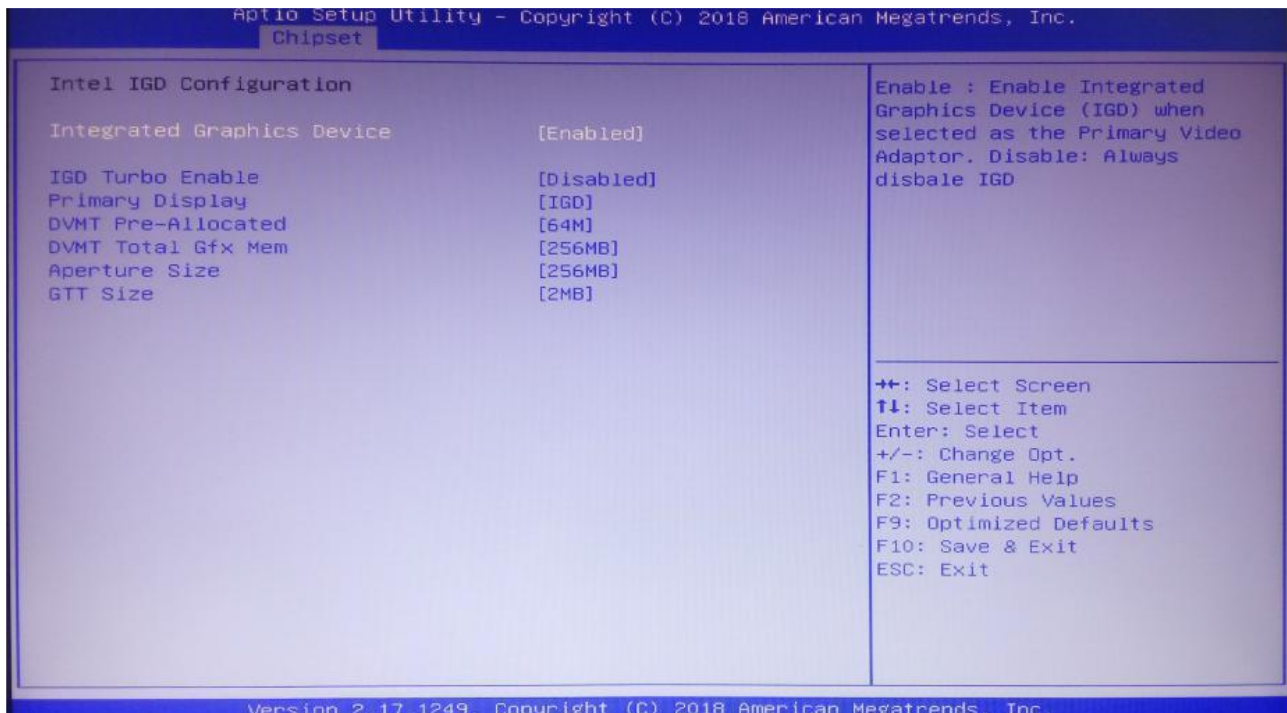 Aptio Setup Utility – Copyright (C) 2018 American Megatrends, Inc.
Chipset
Intel IGD Configuration
Integrated Graphics Device [Enabled]
IGD Turbo Enable [Disabled]
Primary Display [IGD]
DVMT Pre-Allocated [64M]
DVMT Total Gfx Mem [256MB]
Aperture Size [256MB]
GTT Size [2MB]
Enable : Enable Integrated
Graphics Device (IGD) when
selected as the Primary Video
Adaptor. Disable: Always
disbale IGD
→←: Select Screen
↑↓: Select Item
Enter: Select
+/-: Change Opt.
F1: General Help
F2: Previous Values
F9: Optimized Defaults
F10: Save & Exit
ESC: Exit
Version 2.17.1249. Copyright (C) 2018 American Megatrends, Inc.